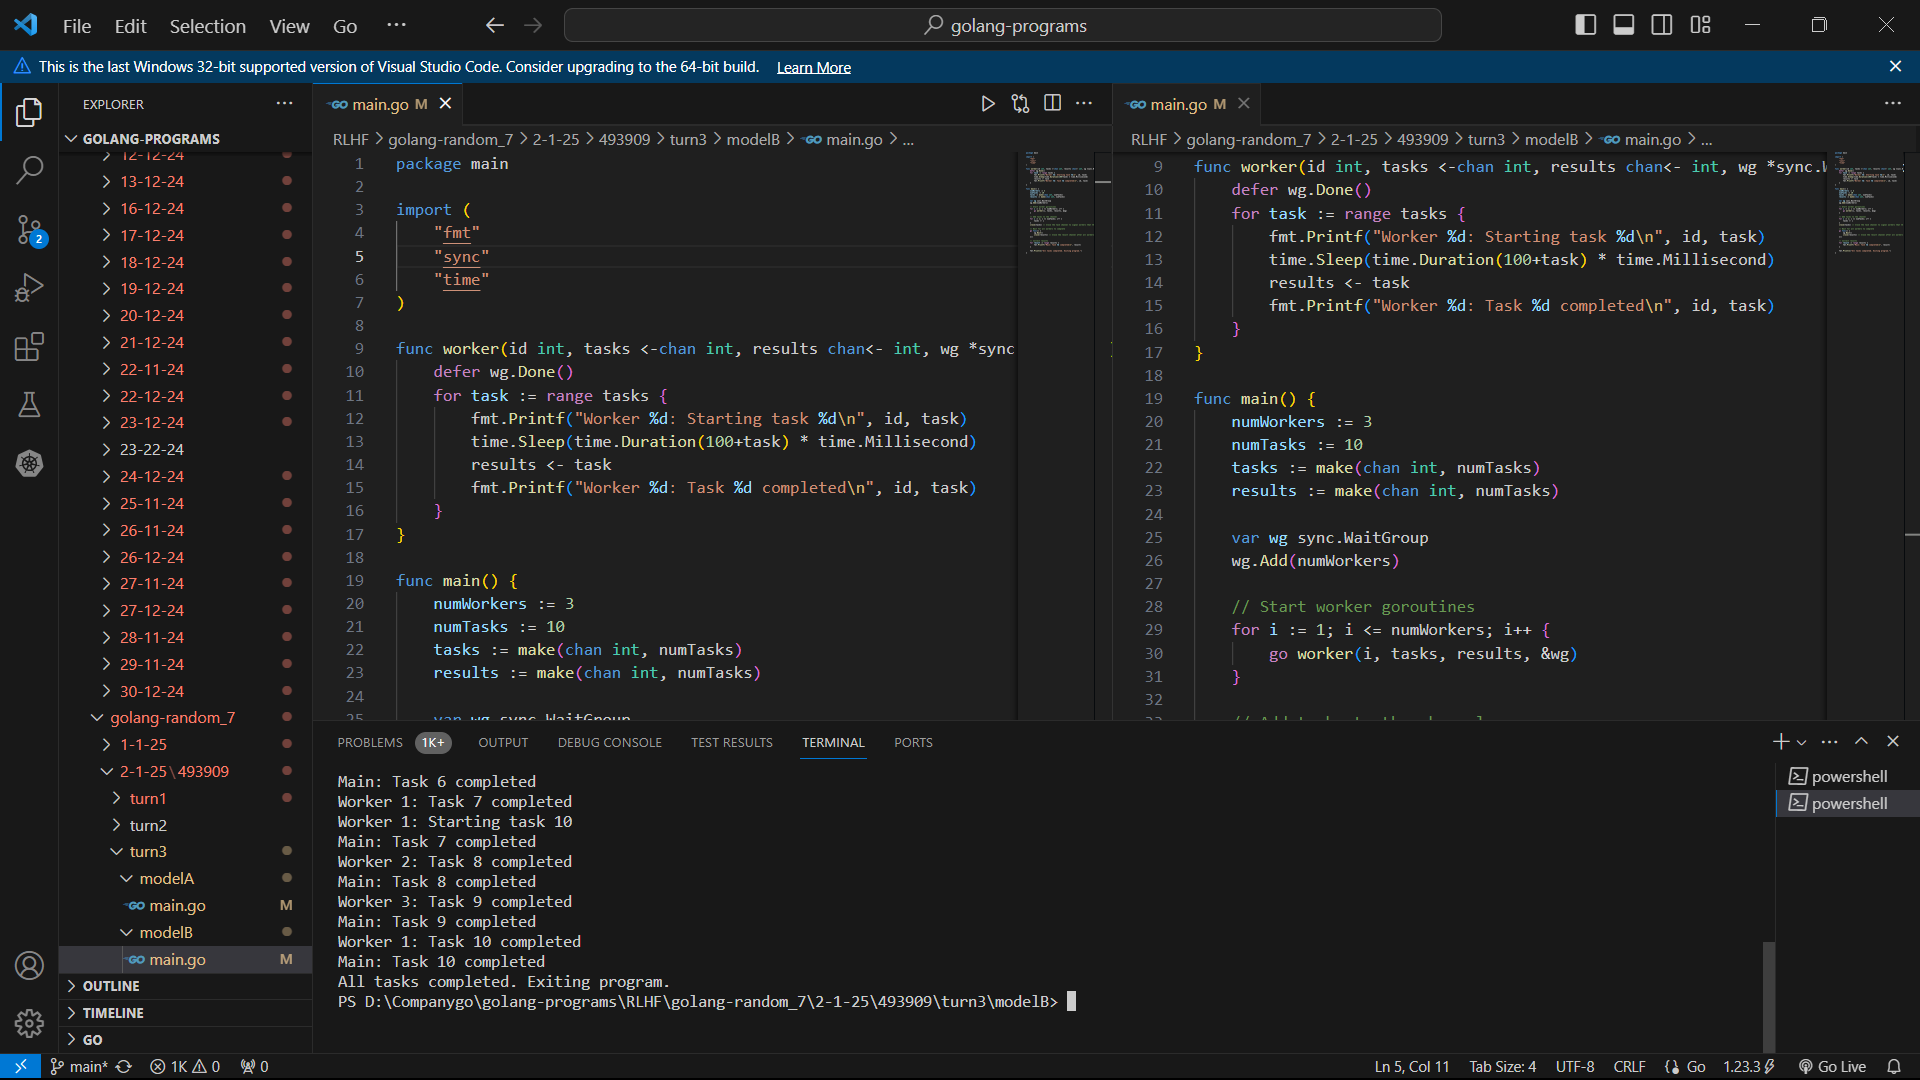 File Edit Selection View Go ···
golang-programs
This is the last Windows 32-bit supported version of Visual Studio Code. Consider upgrading to the 64-bit build. Learn More
EXPLORER ···
GOLANG-PROGRAMS
12-12-24
13-12-24
16-12-24
17-12-24
18-12-24
19-12-24
20-12-24
21-12-24
22-11-24
22-12-24
23-12-24
23-22-24
24-12-24
25-11-24
26-11-24
26-12-24
27-11-24
27-12-24
28-11-24
29-11-24
30-12-24
golang-random_7
1-1-25
2-1-25\493909
turn1
turn2
turn3
modelA
main.go M
modelB
main.go M
OUTLINE
TIMELINE
GO
2
main.go M
RLHF > golang-random_7 > 2-1-25 > 493909 > turn3 > modelB > main.go > ...
1 package main
2
3 import (
4 "fmt"
5 "sync"
6 "time"
7 )
8
9 func worker(id int, tasks <-chan int, results chan<- int, wg *sync
10 defer wg.Done()
11 for task := range tasks {
12 fmt.Printf("Worker %d: Starting task %d\n", id, task)
13 time.Sleep(time.Duration(100+task) * time.Millisecond)
14 results <- task
15 fmt.Printf("Worker %d: Task %d completed\n", id, task)
16 }
17 }
18
19 func main() {
20 numWorkers := 3
21 numTasks := 10
22 tasks := make(chan int, numTasks)
23 results := make(chan int, numTasks)
24
25 var wg sync.WaitGroup
main.go M
RLHF > golang-random_7 > 2-1-25 > 493909 > turn3 > modelB > main.go > ...
9 func worker(id int, tasks <-chan int, results chan<- int, wg *sync.W
10 defer wg.Done()
11 for task := range tasks {
12 fmt.Printf("Worker %d: Starting task %d\n", id, task)
13 time.Sleep(time.Duration(100+task) * time.Millisecond)
14 results <- task
15 fmt.Printf("Worker %d: Task %d completed\n", id, task)
16 }
17 }
18
19 func main() {
20 numWorkers := 3
21 numTasks := 10
22 tasks := make(chan int, numTasks)
23 results := make(chan int, numTasks)
24
25 var wg sync.WaitGroup
26 wg.Add(numWorkers)
27
28 // Start worker goroutines
29 for i := 1; i <= numWorkers; i++ {
30 go worker(i, tasks, results, &wg)
31 }
32
PROBLEMS 1K+ OUTPUT DEBUG CONSOLE TEST RESULTS TERMINAL PORTS
Main: Task 6 completed
Worker 1: Task 7 completed
Worker 1: Starting task 10
Main: Task 7 completed
Worker 2: Task 8 completed
Main: Task 8 completed
Worker 3: Task 9 completed
Main: Task 9 completed
Worker 1: Task 10 completed
Main: Task 10 completed
All tasks completed. Exiting program.
PS D:\Companygo\golang-programs\RLHF\golang-random_7\2-1-25\493909\turn3\modelB>
powershell
powershell
main* 1K 0 0 Ln 5, Col 11 Tab Size: 4 UTF-8 CRLF Go 1.23.3 Go Live